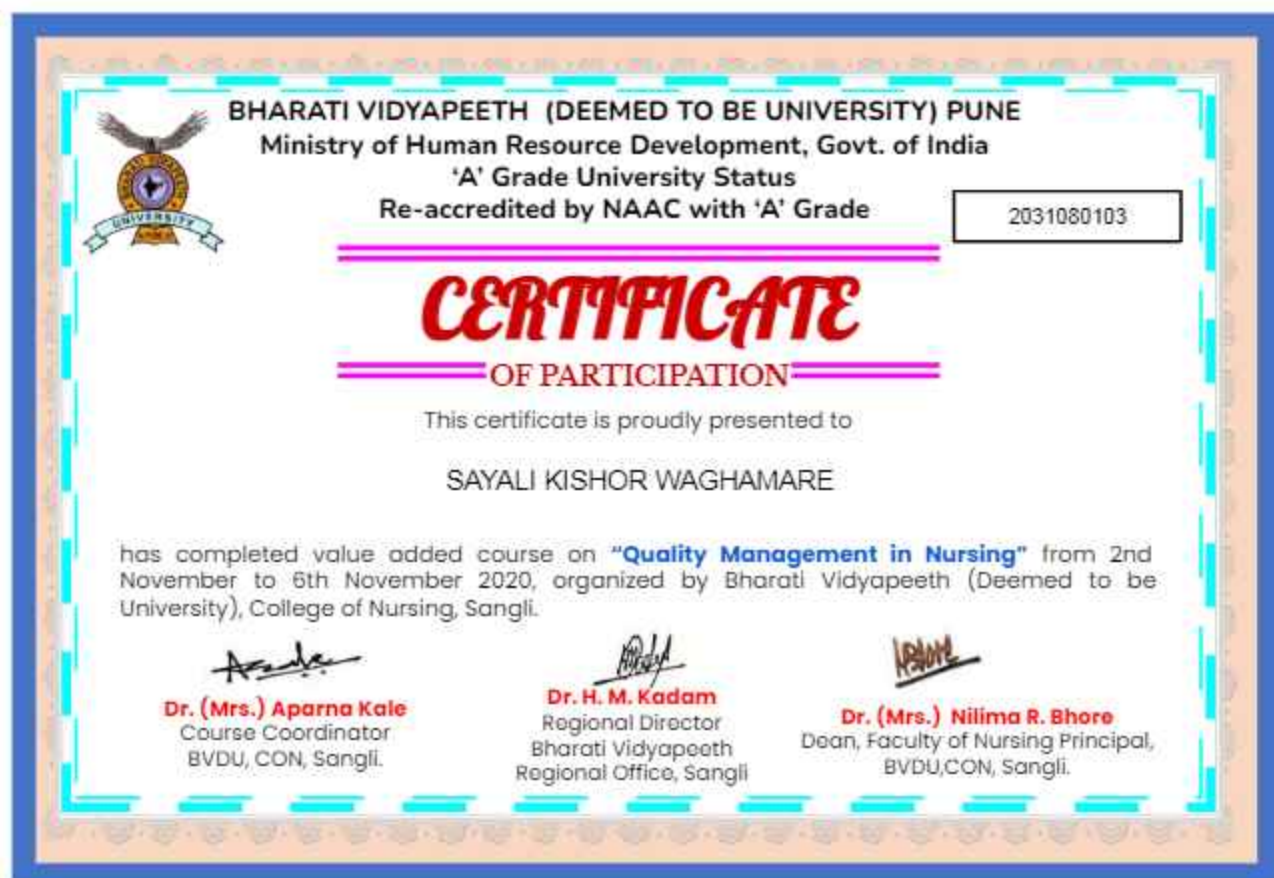 BHARATI VIDYAPEETH (DEEMED TO BE UNIVERSITY) PUNE
Ministry of Human Resource Development, Govt. of India
‘A’ Grade University Status
Re-accredited by NAAC with ‘A’ Grade
2031080103
BHARATI VIDYAPEETH
UNIVERSITY
CERTIFICATE
OF PARTICIPATION
This certificate is proudly presented to
SAYALI KISHOR WAGHAMARE
has completed value added course on “Quality Management in Nursing” from 2nd
November to 6th November 2020, organized by Bharati Vidyapeeth (Deemed to be
University), College of Nursing, Sangli.
Dr. (Mrs.) Aparna Kale
Course Coordinator
BVDU, CON, Sangli.
Dr. H. M. Kadam
Regional Director
Bharati Vidyapeeth
Regional Office, Sangli
Dr. (Mrs.) Nilima R. Bhore
Dean, Faculty of Nursing Principal,
BVDU,CON, Sangli.